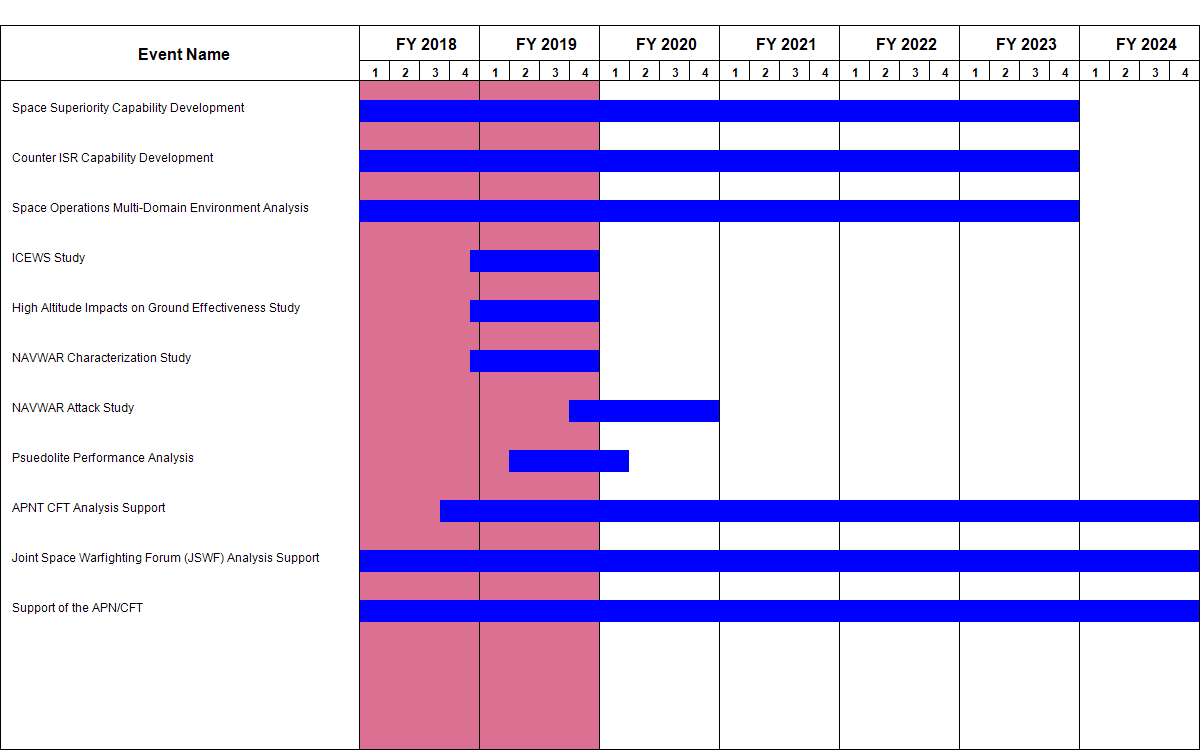 Event Name
FY 2018 FY 2019 FY 2020 FY 2021 FY 2022 FY 2023 FY 2024
1 2 3 4 1 2 3 4 1 2 3 4 1 2 3 4 1 2 3 4 1 2 3 4 1 2 3 4
Space Superiority Capability Development
Counter ISR Capability Development
Space Operations Multi-Domain Environment Analysis
ICEWS Study
High Altitude Impacts on Ground Effectiveness Study
NAVWAR Characterization Study
NAVWAR Attack Study
Psuedolite Performance Analysis
APNT CFT Analysis Support
Joint Space Warfighting Forum (JSWF) Analysis Support
Support of the APN/CFT